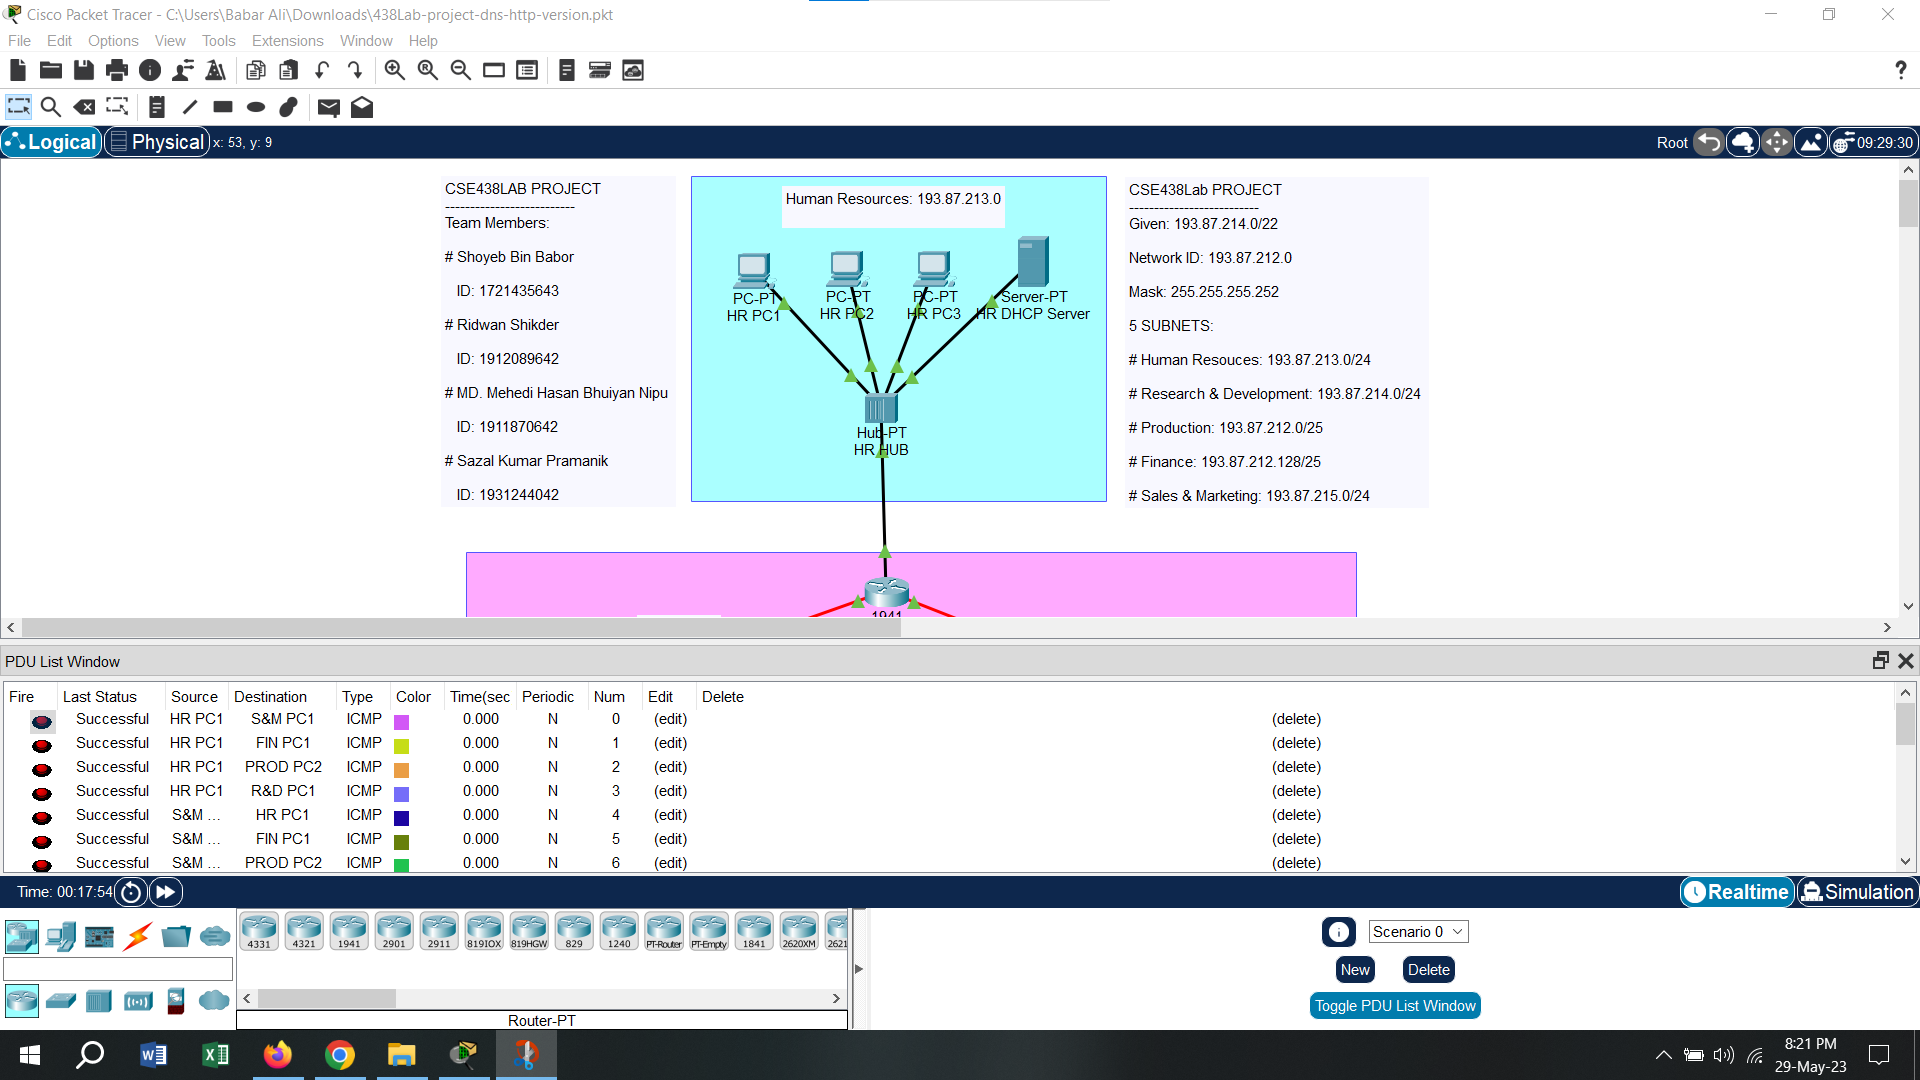 Cisco Packet Tracer - C:\Users\Babar Ali\Downloads\438Lab-project-dns-http-version.pkt
File Edit Options View Tools Extensions Window Help
?
Logical Physical x: 53, y: 9 Root 09:29:30
CSE438LAB PROJECT
--------------------------
Team Members:
# Shoyeb Bin Babor
ID: 1721435643
# Ridwan Shikder
ID: 1912089642
# MD. Mehedi Hasan Bhuiyan Nipu
ID: 1911870642
# Sazal Kumar Pramanik
ID: 1931244042
Human Resources: 193.87.213.0
PC-PT
HR PC1
PC-PT
HR PC2
PC-PT
HR PC3
Server-PT
HR DHCP Server
Hub-PT
HR HUB
1941
CSE438Lab PROJECT
--------------------------
Given: 193.87.214.0/22
Network ID: 193.87.212.0
Mask: 255.255.255.252
5 SUBNETS:
# Human Resouces: 193.87.213.0/24
# Research & Development: 193.87.214.0/24
# Production: 193.87.212.0/25
# Finance: 193.87.212.128/25
# Sales & Marketing: 193.87.215.0/24
PDU List Window
Fire Last Status Source Destination Type Color Time(sec Periodic Num Edit Delete
Successful HR PC1 S&M PC1 ICMP 0.000 N 0 (edit) (delete)
Successful HR PC1 FIN PC1 ICMP 0.000 N 1 (edit) (delete)
Successful HR PC1 PROD PC2 ICMP 0.000 N 2 (edit) (delete)
Successful HR PC1 R&D PC1 ICMP 0.000 N 3 (edit) (delete)
Successful S&M ... HR PC1 ICMP 0.000 N 4 (edit) (delete)
Successful S&M ... FIN PC1 ICMP 0.000 N 5 (edit) (delete)
Successful S&M ... PROD PC2 ICMP 0.000 N 6 (edit) (delete)
Time: 00:17:54 Realtime Simulation
4331 4321 1941 2901 2911 819IOX 819HGW 829 1240 PT-Router PT-Empty 1841 2620XM 2621
Router-PT
Scenario 0
New Delete
Toggle PDU List Window
8:21 PM
29-May-23